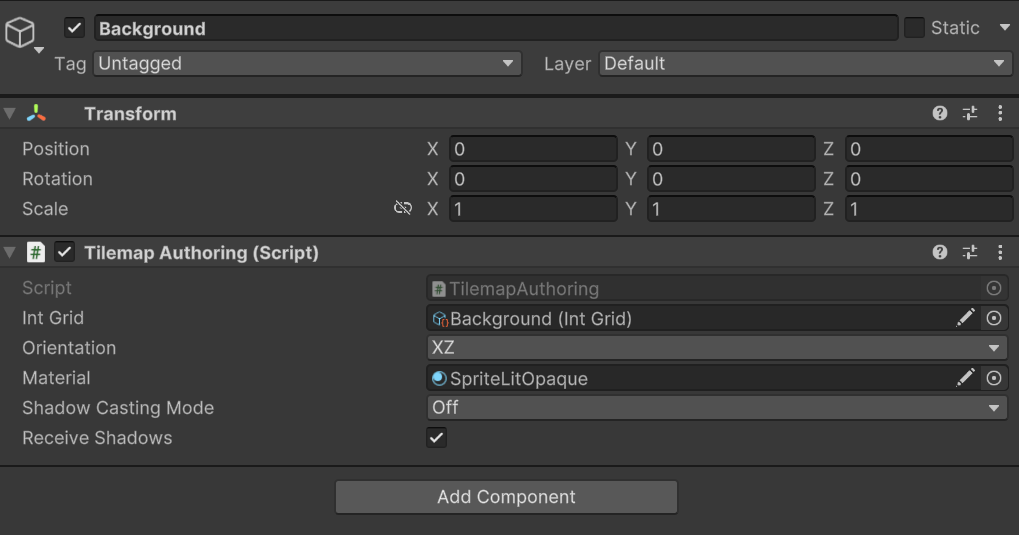 Background Static
Tag Untagged Layer Default
Transform
Position X 0 Y 0 Z 0
Rotation X 0 Y 0 Z 0
Scale X 1 Y 1 Z 1
# Tilemap Authoring (Script)
Script # TilemapAuthoring
Int Grid Background (Int Grid)
Orientation XZ
Material SpriteLitOpaque
Shadow Casting Mode Off
Receive Shadows
Add Component